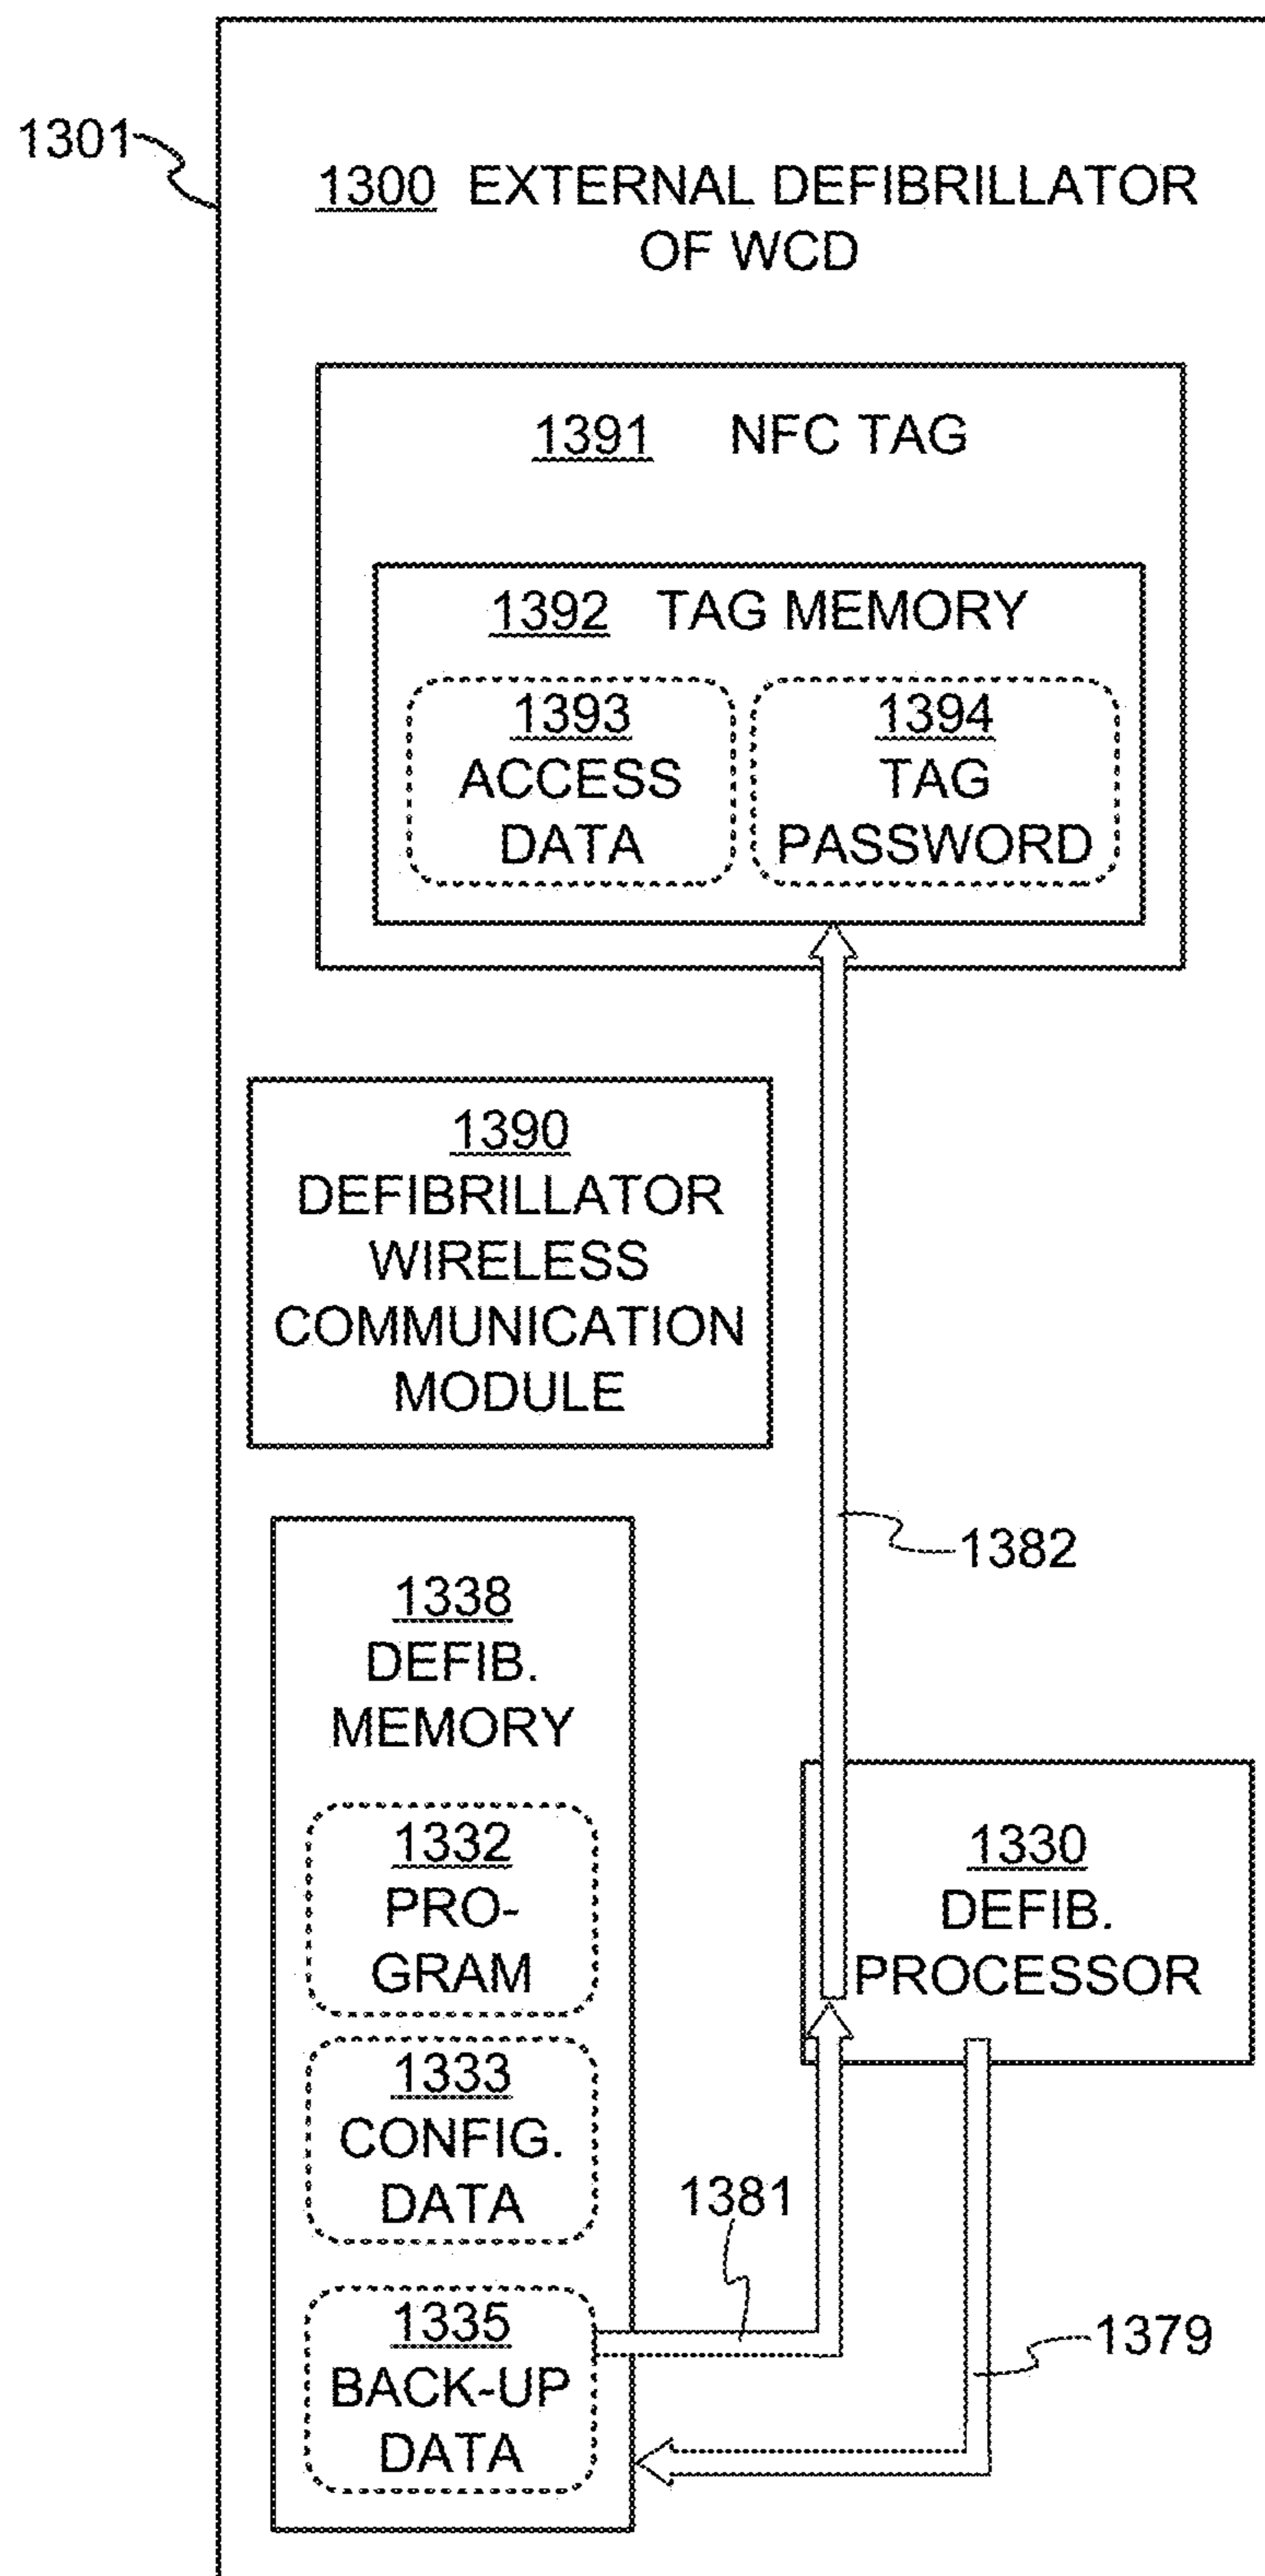 1301
1300 EXTERNAL DEFIBRILLATOR
OF WCD
1391 NFC TAG
1392 TAG MEMORY
1393
ACCESS
DATA
1394
TAG
PASSWORD
1390
DEFIBRILLATOR
WIRELESS
COMMUNICATION
MODULE
1382
1338
DEFIB.
MEMORY
1332
PRO-
GRAM
1333
CONFIG.
DATA
1335
BACK-UP
DATA
1330
DEFIB.
PROCESSOR
1381
1379